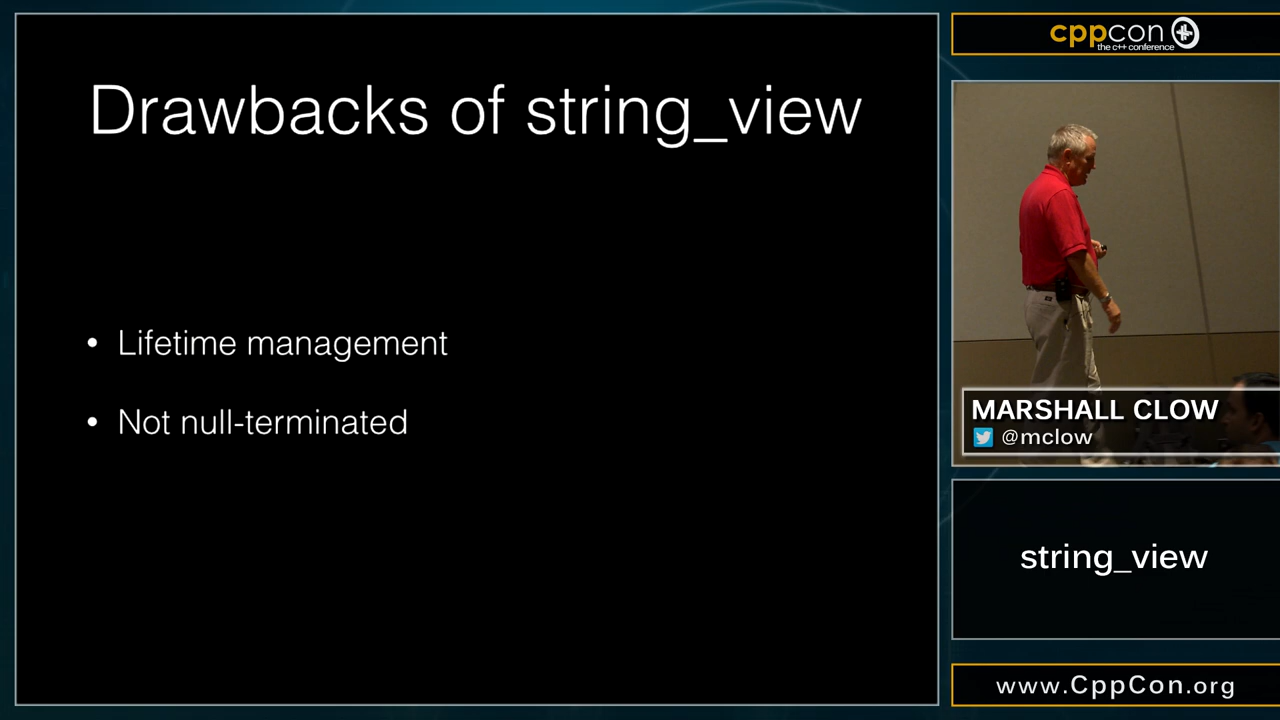 Drawbacks of string_view
• Lifetime management
• Not null-terminated
cppcon
the c++ conference
MARSHALL CLOW
@mclow
string_view
www.CppCon.org